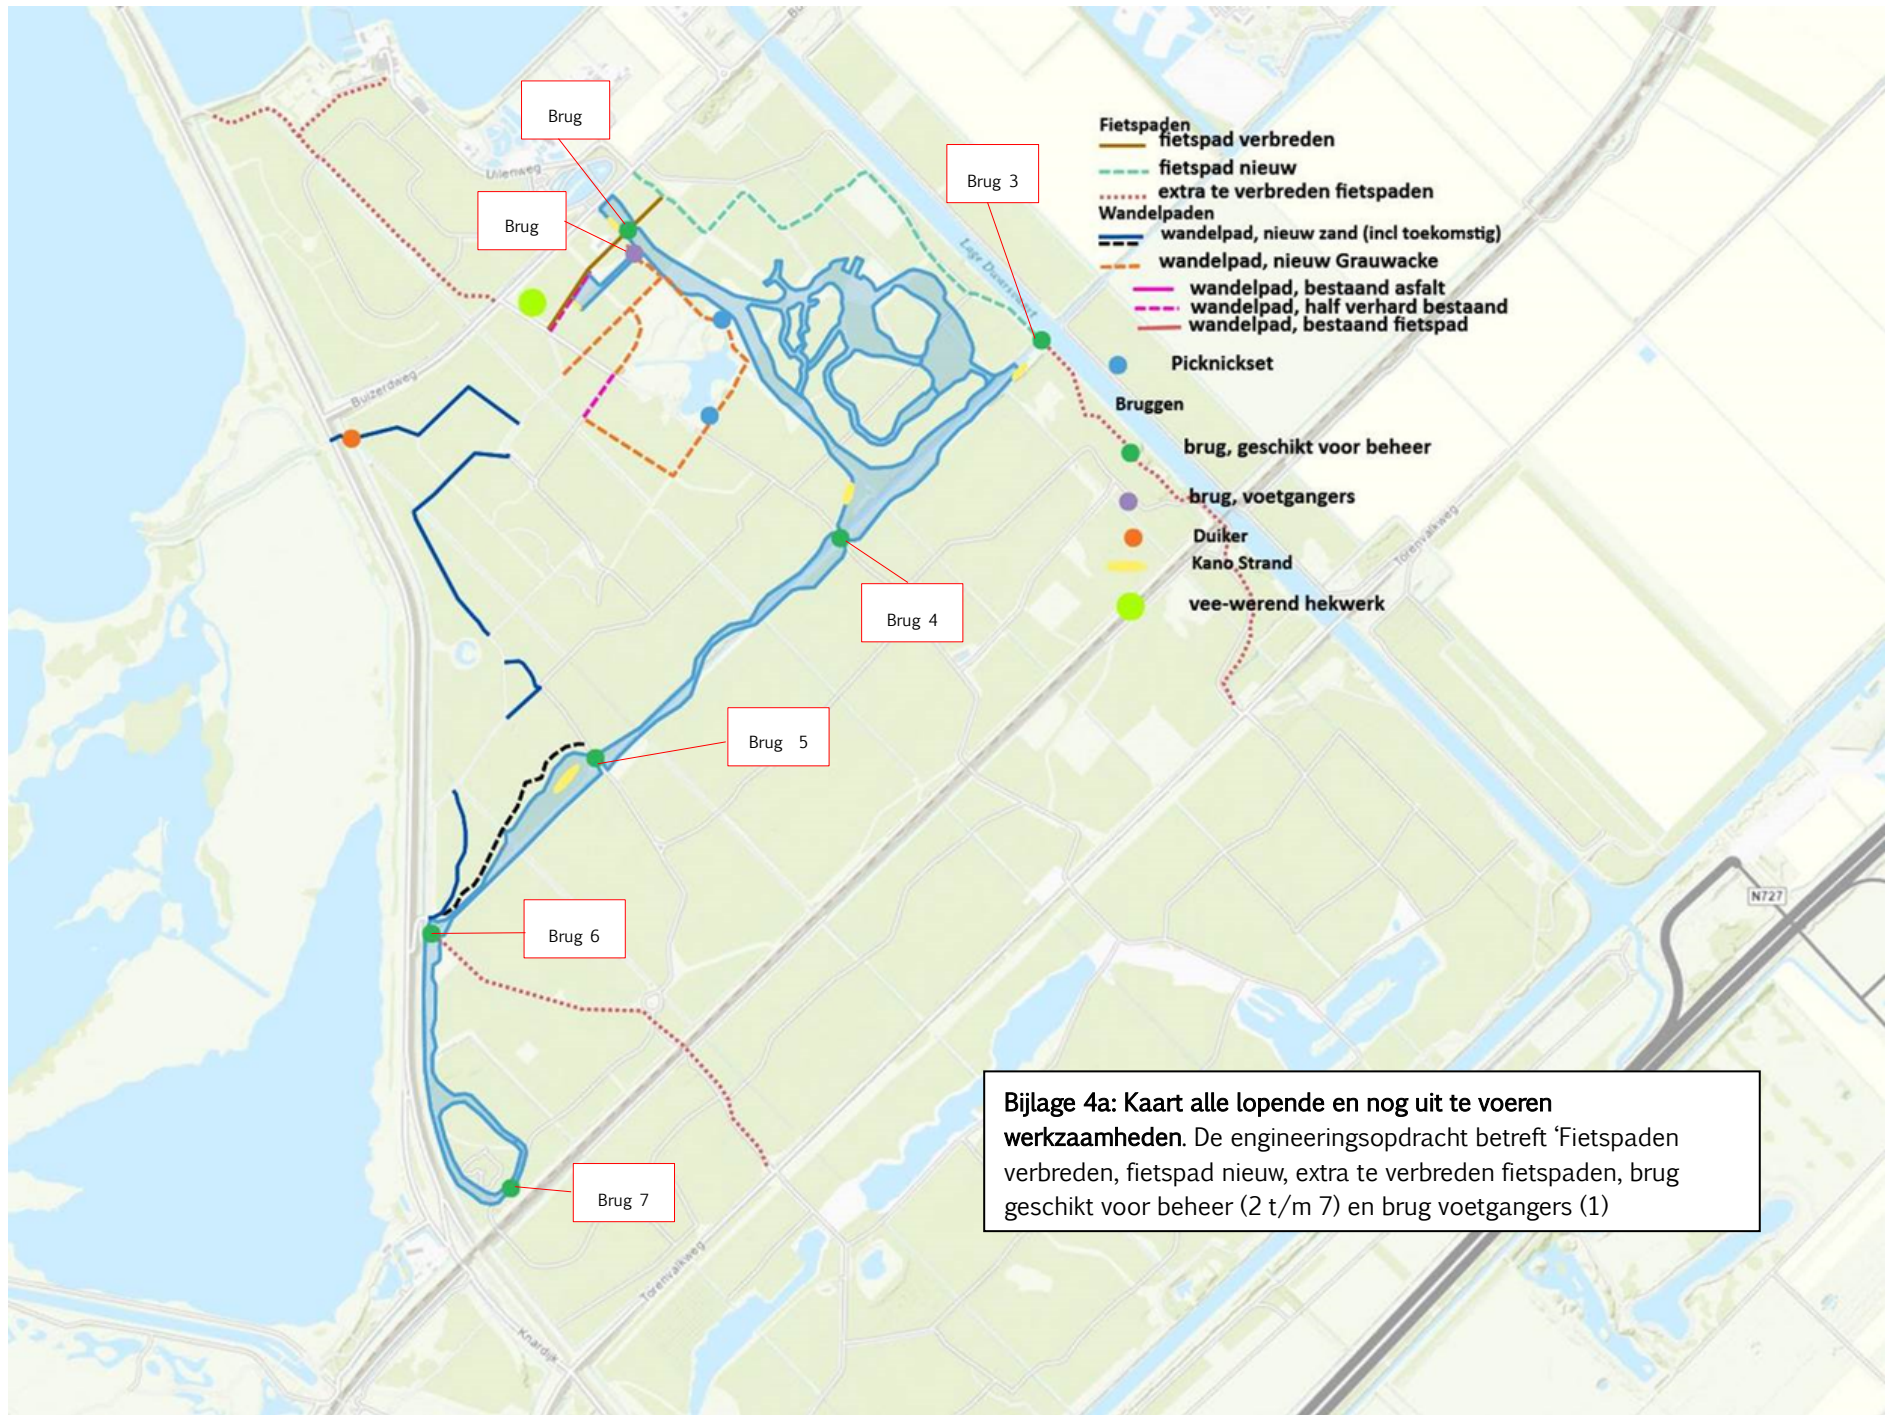 Bu
Brug
Uilenweg
Brug
Brug 3
Lage Dwarsvaart
Fietspaden
fietspad verbreden
fietspad nieuw
extra te verbreden fietspaden
Wandelpaden
wandelpad, nieuw zand (incl toekomstig)
wandelpad, nieuw Grauwacke
wandelpad, bestaand asfalt
wandelpad, half verhard bestaand
wandelpad, bestaand fietspad
Picknickset
Bruggen
brug, geschikt voor beheer
brug, voetgangers
Duiker
Kano Strand
vee-werend hekwerk
Buizerdweg
Torenvalkweg
Brug 4
Brug 5
Brug 6
N727
Brug 7
Torenvalkweg
Knardijk
Bijlage 4a: Kaart alle lopende en nog uit te voeren
werkzaamheden. De engineeringsopdracht betreft ‘Fietspaden
verbreden, fietspad nieuw, extra te verbreden fietspaden, brug
geschikt voor beheer (2 t/m 7) en brug voetgangers (1)